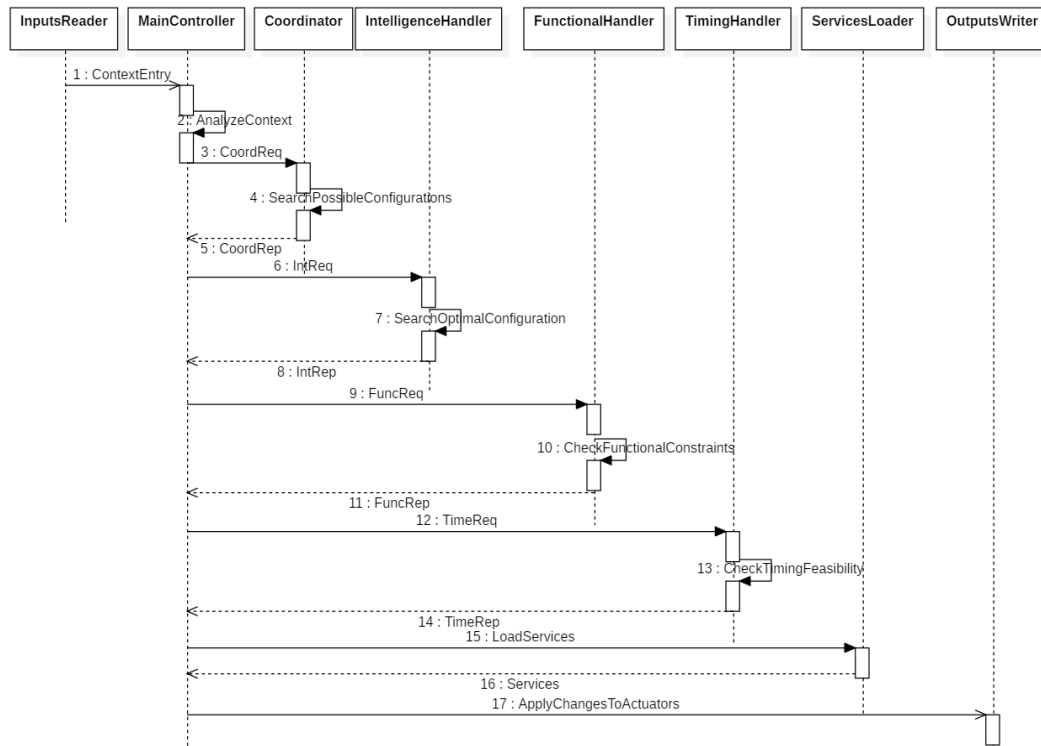 InputsReader MainController Coordinator IntelligenceHandler FunctionalHandler TimingHandler ServicesLoader OutputsWriter
1 : ContextEntry
2 : AnalyzeContext
3 : CoordReq
4 : SearchPossibleConfigurations
5 : CoordRep
6 : IntReq
7 : SearchOptimalConfiguration
8 : IntRep
9 : FuncReq
10 : CheckFunctionalConstraints
11 : FuncRep
12 : TimeReq
13 : CheckTimingFeasibility
14 : TimeRep
15 : LoadServices
16 : Services
17 : ApplyChangesToActuators